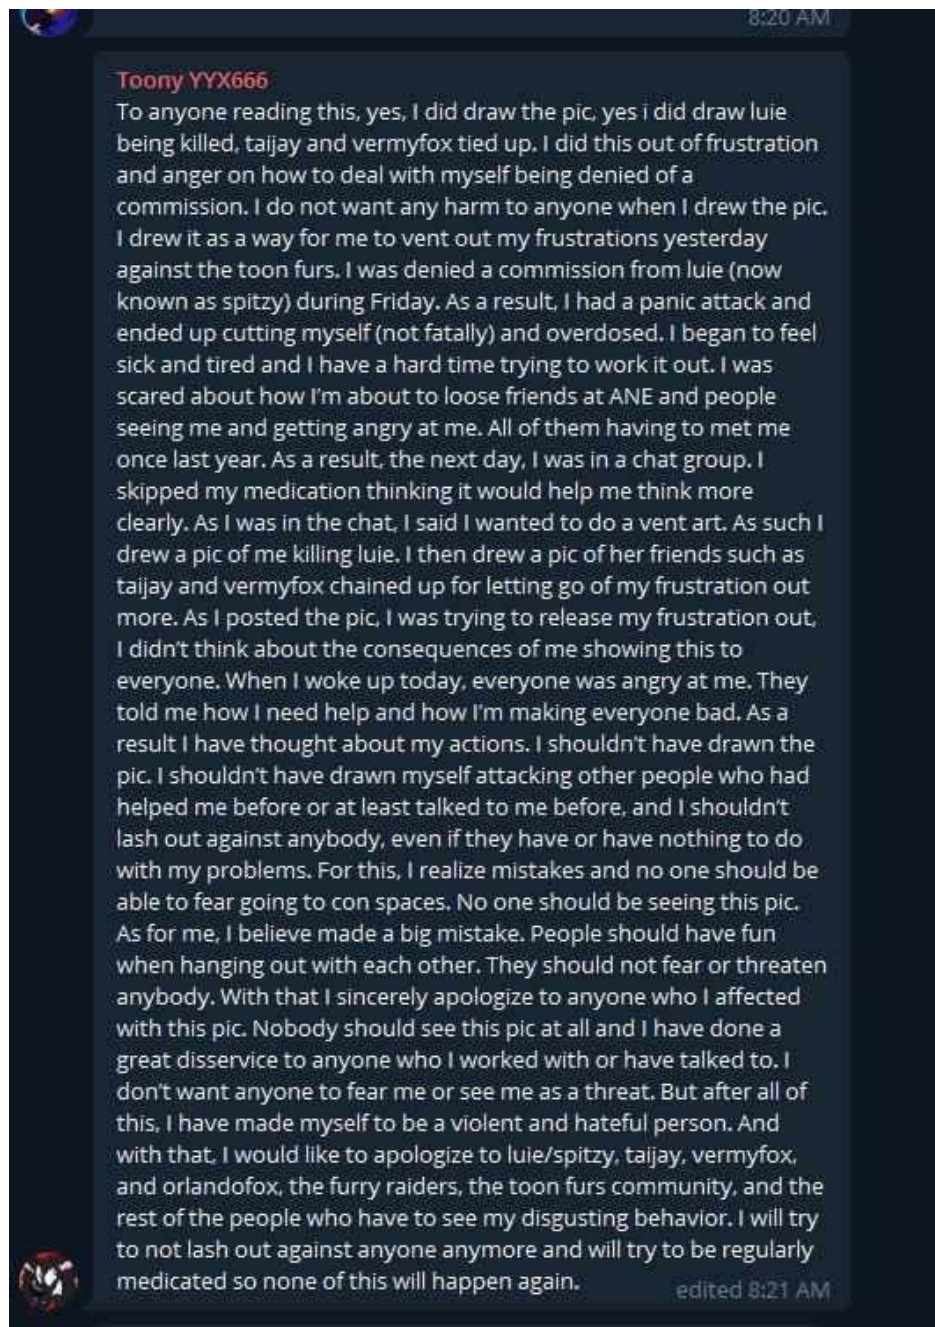 8:20 AM
Toony YYX666
To anyone reading this, yes, I did draw the pic, yes i did draw luie
being killed, taijay and vermyfox tied up. I did this out of frustration
and anger on how to deal with myself being denied of a
commission. I do not want any harm to anyone when I drew the pic.
I drew it as a way for me to vent out my frustrations yesterday
against the toon furs. I was denied a commission from luie (now
known as spitzy) during Friday. As a result, I had a panic attack and
ended up cutting myself (not fatally) and overdosed. I began to feel
sick and tired and I have a hard time trying to work it out. I was
scared about how I’m about to loose friends at ANE and people
seeing me and getting angry at me. All of them having to met me
once last year. As a result, the next day, I was in a chat group. I
skipped my medication thinking it would help me think more
clearly. As I was in the chat, I said I wanted to do a vent art. As such I
drew a pic of me killing luie. I then drew a pic of her friends such as
taijay and vermyfox chained up for letting go of my frustration out
more. As I posted the pic, I was trying to release my frustration out,
I didn’t think about the consequences of me showing this to
everyone. When I woke up today, everyone was angry at me. They
told me how I need help and how I’m making everyone bad. As a
result I have thought about my actions. I shouldn’t have drawn the
pic. I shouldn’t have drawn myself attacking other people who had
helped me before or at least talked to me before, and I shouldn’t
lash out against anybody, even if they have or have nothing to do
with my problems. For this, I realize mistakes and no one should be
able to fear going to con spaces. No one should be seeing this pic.
As for me, I believe made a big mistake. People should have fun
when hanging out with each other. They should not fear or threaten
anybody. With that I sincerely apologize to anyone who I affected
with this pic. Nobody should see this pic at all and I have done a
great disservice to anyone who I worked with or have talked to. I
don’t want anyone to fear me or see me as a threat. But after all of
this, I have made myself to be a violent and hateful person. And
with that, I would like to apologize to luie/spitzy, taijay, vermyfox,
and orlandofox, the furry raiders, the toon furs community, and the
rest of the people who have to see my disgusting behavior. I will try
to not lash out against anyone anymore and will try to be regularly
medicated so none of this will happen again.
edited 8:21 AM